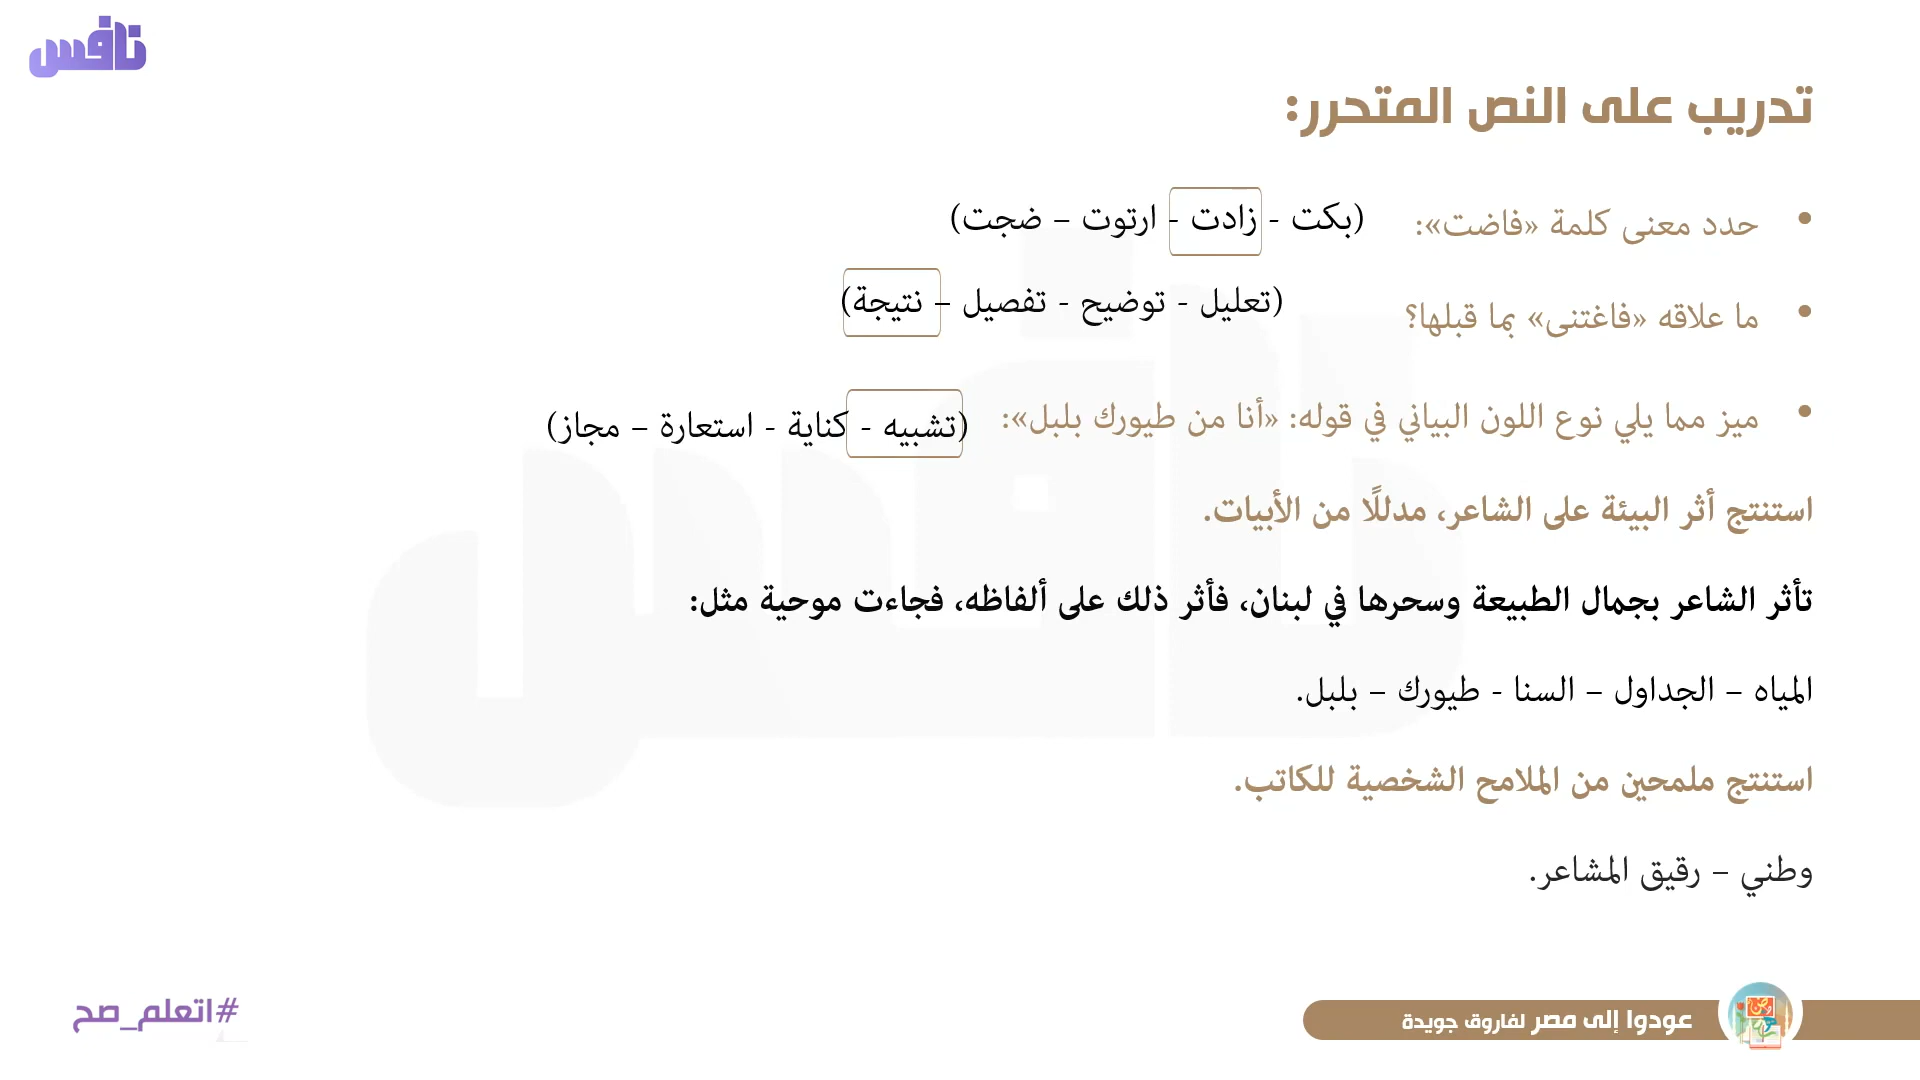 نافس
تدريب على النص المتحرر:
• حدد معنى كلمة «فاضت»: (بكت - زادت - ارتوت – ضجت)
• ما علاقه «فاغتنى» بما قبلها؟ (تعليل - توضيح - تفصيل – نتيجة)
• ميز مما يلي نوع اللون البياني في قوله: «أنا من طيورك بلبل»: (تشبيه - كناية - استعارة – مجاز)
استنتج أثر البيئة على الشاعر، مدللًا من الأبيات.
تأثر الشاعر بجمال الطبيعة وسحرها في لبنان، فأثر ذلك على ألفاظه، فجاءت موحية مثل:
المياه – الجداول – السنا - طيورك – بلبل.
استنتج ملمحين من الملامح الشخصية للكاتب.
وطني – رقيق المشاعر.
عودوا إلى مصر لفاروق جويدة
#اتعلم_صح